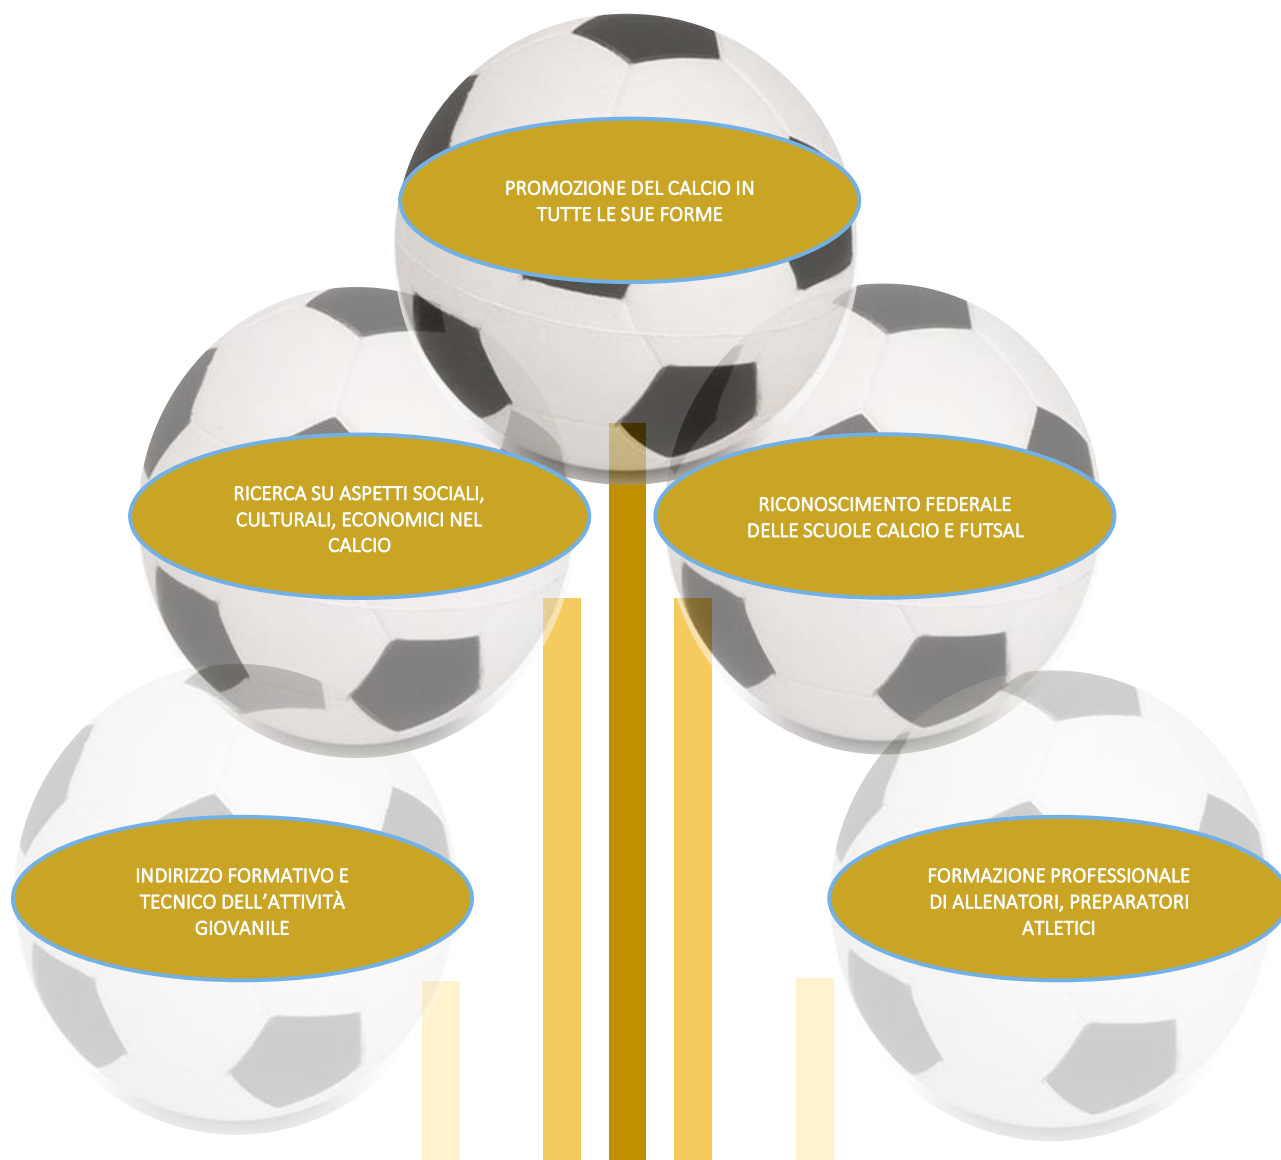 PROMOZIONE DEL CALCIO IN
TUTTE LE SUE FORME
RICERCA SU ASPETTI SOCIALI,
CULTURALI, ECONOMICI NEL
CALCIO
RICONOSCIMENTO FEDERALE
DELLE SCUOLE CALCIO E FUTSAL
INDIRIZZO FORMATIVO E
TECNICO DELL’ATTIVITÀ
GIOVANILE
FORMAZIONE PROFESSIONALE
DI ALLENATORI, PREPARATORI
ATLETICI